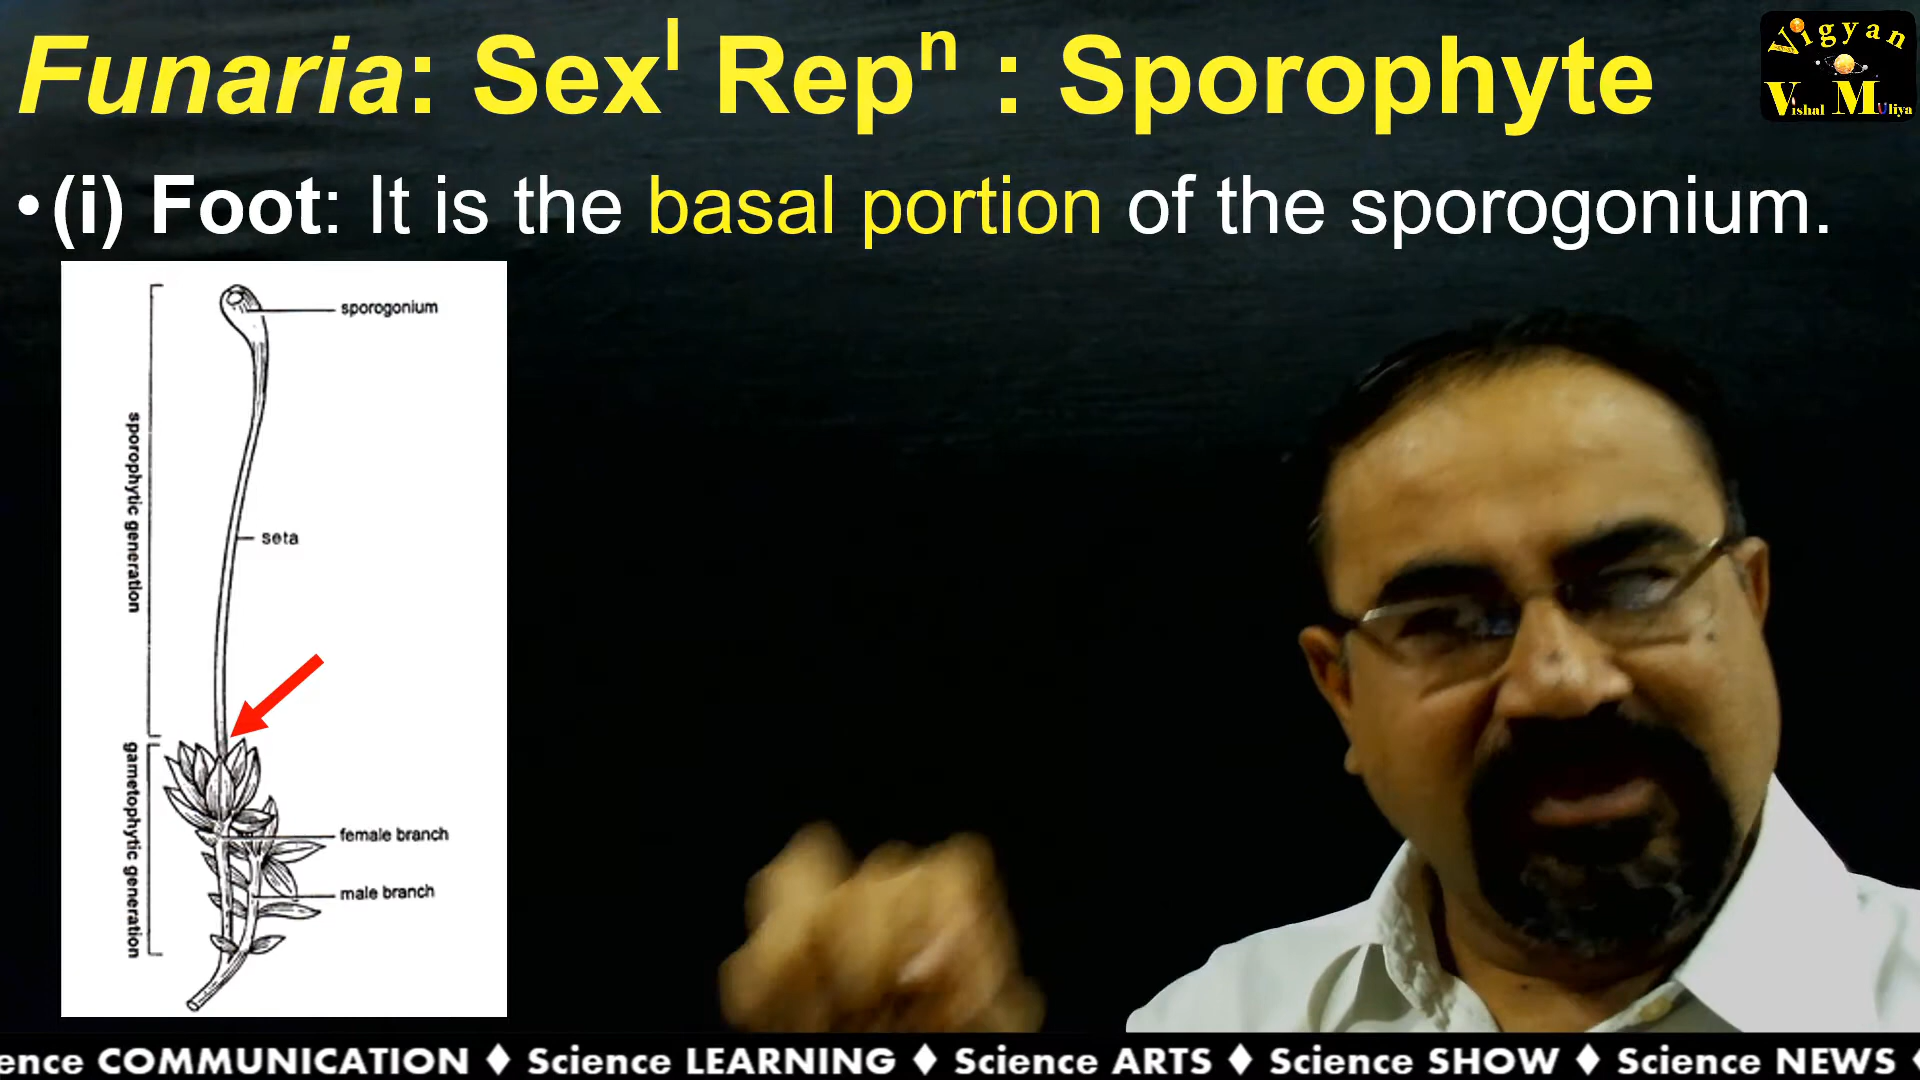 Funaria: Sexˡ Repⁿ : Sporophyte
Vigyan
Vishal Muliya
•(i) Foot: It is the basal portion of the sporogonium.
sporogonium
sporophytic generation
seta
gametophytic generation
female branch
male branch
ence COMMUNICATION ♦ Science LEARNING ♦ Science ARTS ♦ Science SHOW ♦ Science NEWS ♦